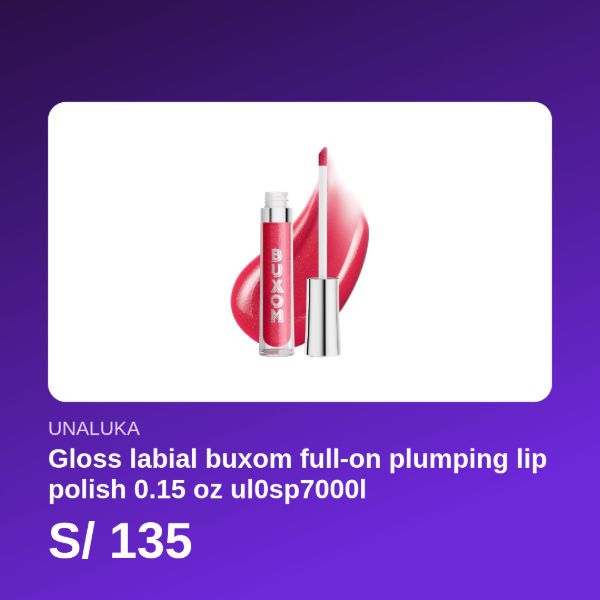 BUXOM
UNALUKA
Gloss labial buxom full-on plumping lip
polish 0.15 oz ul0sp7000l
S/ 135